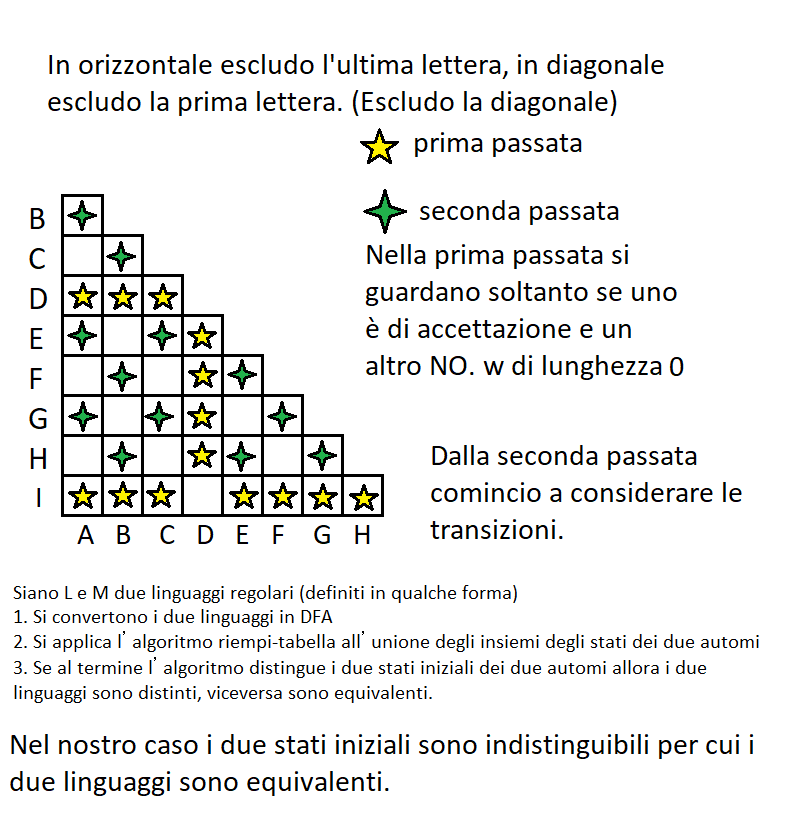 In orizzontale escludo l'ultima lettera, in diagonale
escludo la prima lettera. (Escludo la diagonale)
prima passata
seconda passata
Nella prima passata si
guardano soltanto se uno
è di accettazione e un
altro NO. w di lunghezza 0
B
C
D
E
F
G
H
I
A B C D E F G H
Dalla seconda passata
comincio a considerare le
transizioni.
Siano L e M due linguaggi regolari (definiti in qualche forma)
1. Si convertono i due linguaggi in DFA
2. Si applica l' algoritmo riempi-tabella all' unione degli insiemi degli stati dei due automi
3. Se al termine l' algoritmo distingue i due stati iniziali dei due automi allora i due
linguaggi sono distinti, viceversa sono equivalenti.
Nel nostro caso i due stati iniziali sono indistinguibili per cui i
due linguaggi sono equivalenti.